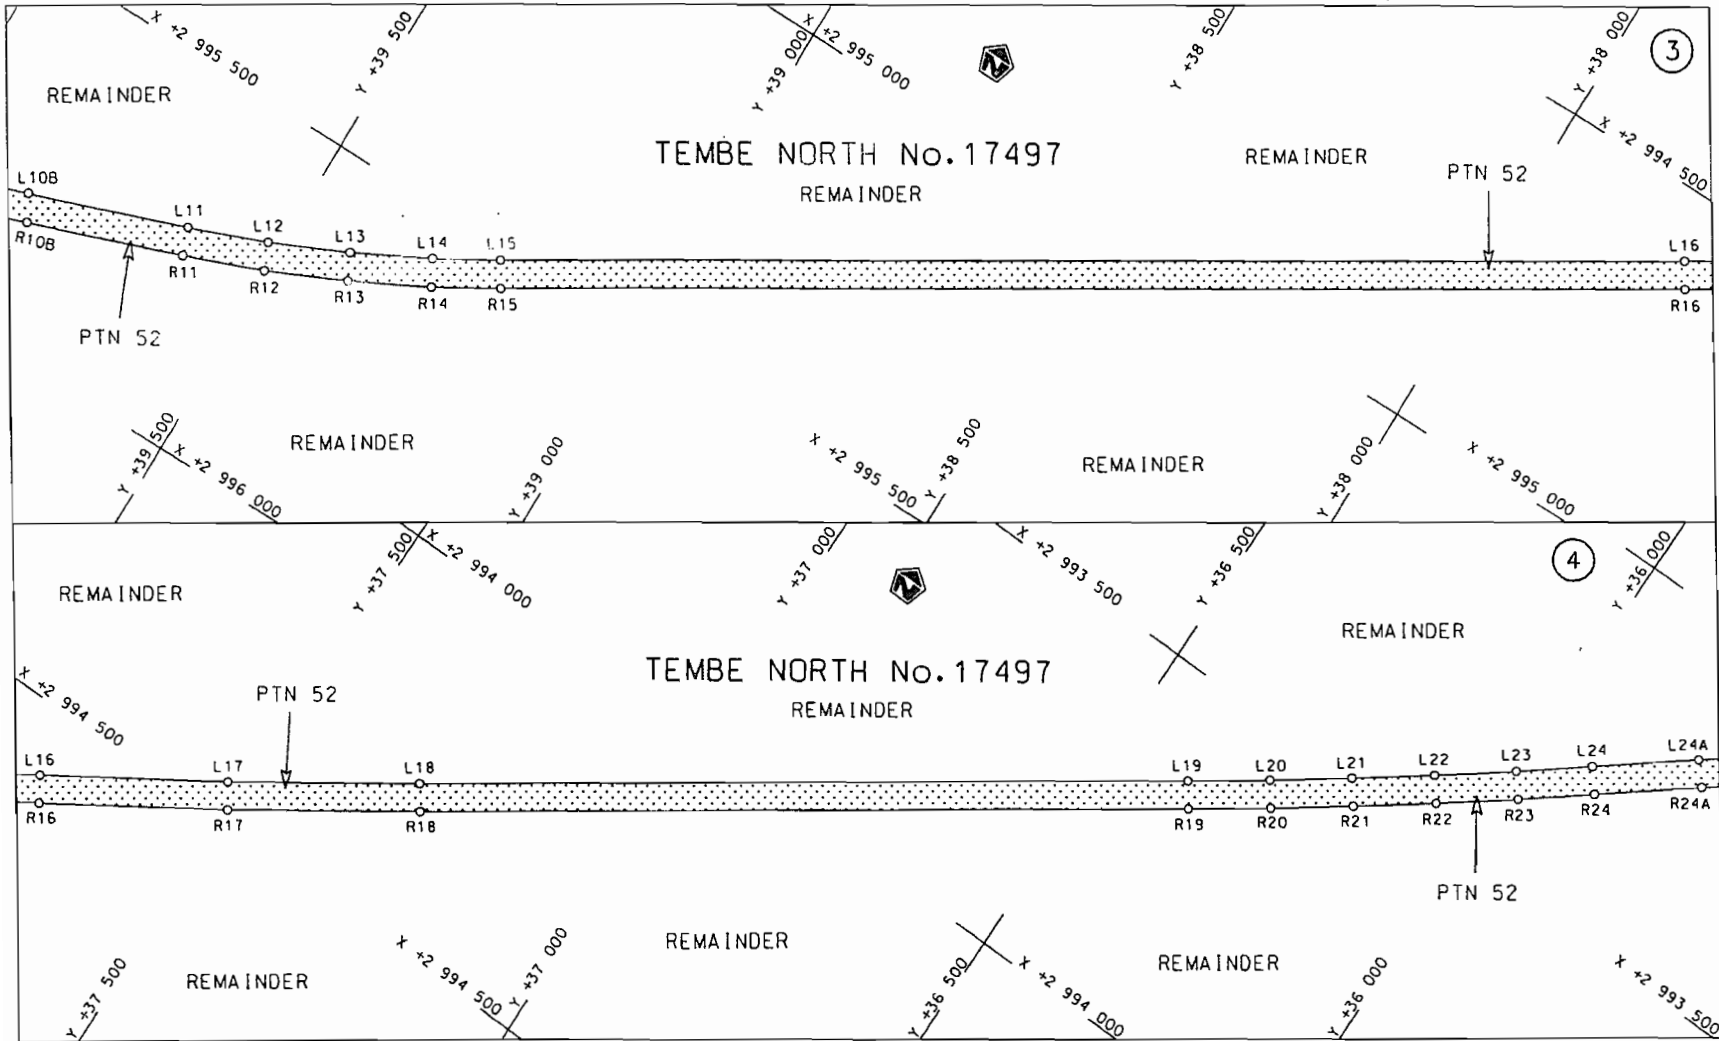 X +2 995 500
Y +39 500
Y +39 000
X +2 995 000
Y +38 500
Y +38 000
3
REMAINDER
X +2 994 500
TEMBE NORTH No.17497
REMAINDER
REMAINDER
PTN 52
L10B
L11
L12
L13
L14
L15
L16
R10B
R11
R12
R13
R14
R15
R16
PTN 52
Y +39 500
X +2 996 000
REMAINDER
Y +39 000
X +2 995 500
Y +38 500
REMAINDER
Y +38 000
X +2 995 000
Y +37 500
X +2 994 000
Y +37 000
X +2 993 500
Y +36 500
4
Y +36 000
REMAINDER
REMAINDER
X +2 994 500
TEMBE NORTH No.17497
REMAINDER
PTN 52
L16
L17
L18
L19
L20
L21
L22
L23
L24
L24A
R16
R17
R18
R19
R20
R21
R22
R23
R24
R24A
PTN 52
Y +37 500
REMAINDER
X +2 994 500
Y +37 000
REMAINDER
Y +36 500
X +2 994 000
REMAINDER
Y +36 000
X +2 993 500